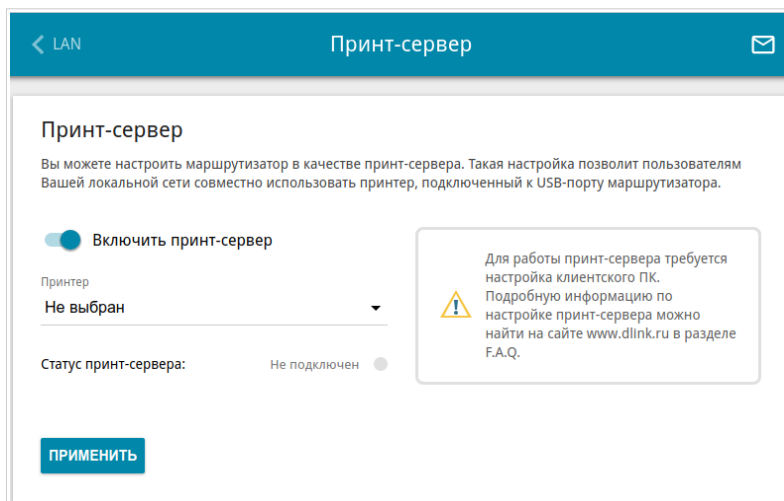 LAN
Принт-сервер
Принт-сервер
Вы можете настроить маршрутизатор в качестве принт-сервера. Такая настройка позволит пользователям
Вашей локальной сети совместно использовать принтер, подключенный к USB-порту маршрутизатора.
Включить принт-сервер
Принтер
Не выбран
Статус принт-сервера:
Не подключен
Для работы принт-сервера требуется
настройка клиентского ПК.
Подробную информацию по
настройке принт-сервера можно
найти на сайте www.dlink.ru в разделе
F.A.Q.
ПРИМЕНИТЬ